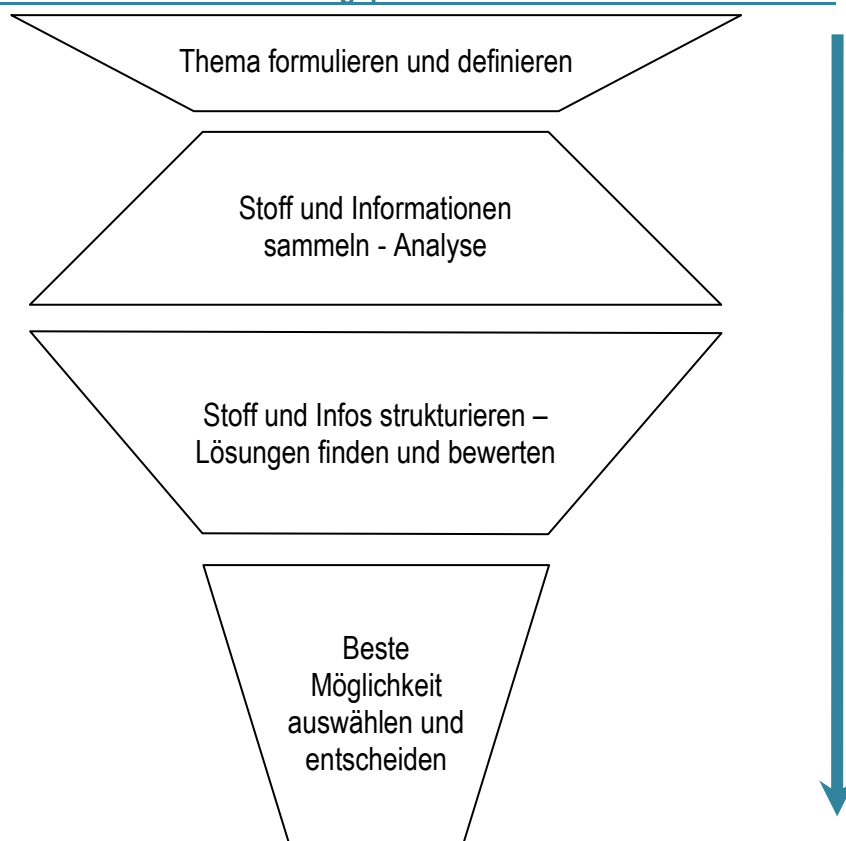 Thema formulieren und definieren
Stoff und Informationen
sammeln - Analyse
Stoff und Infos strukturieren –
Lösungen finden und bewerten
Beste
Möglichkeit
auswählen und
entscheiden